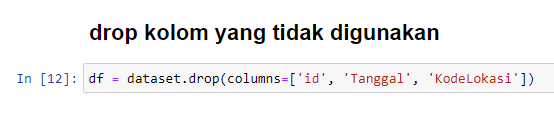 drop kolom yang tidak digunakan
In [12]: df = dataset.drop(columns=['id', 'Tanggal', 'KodeLokasi'])